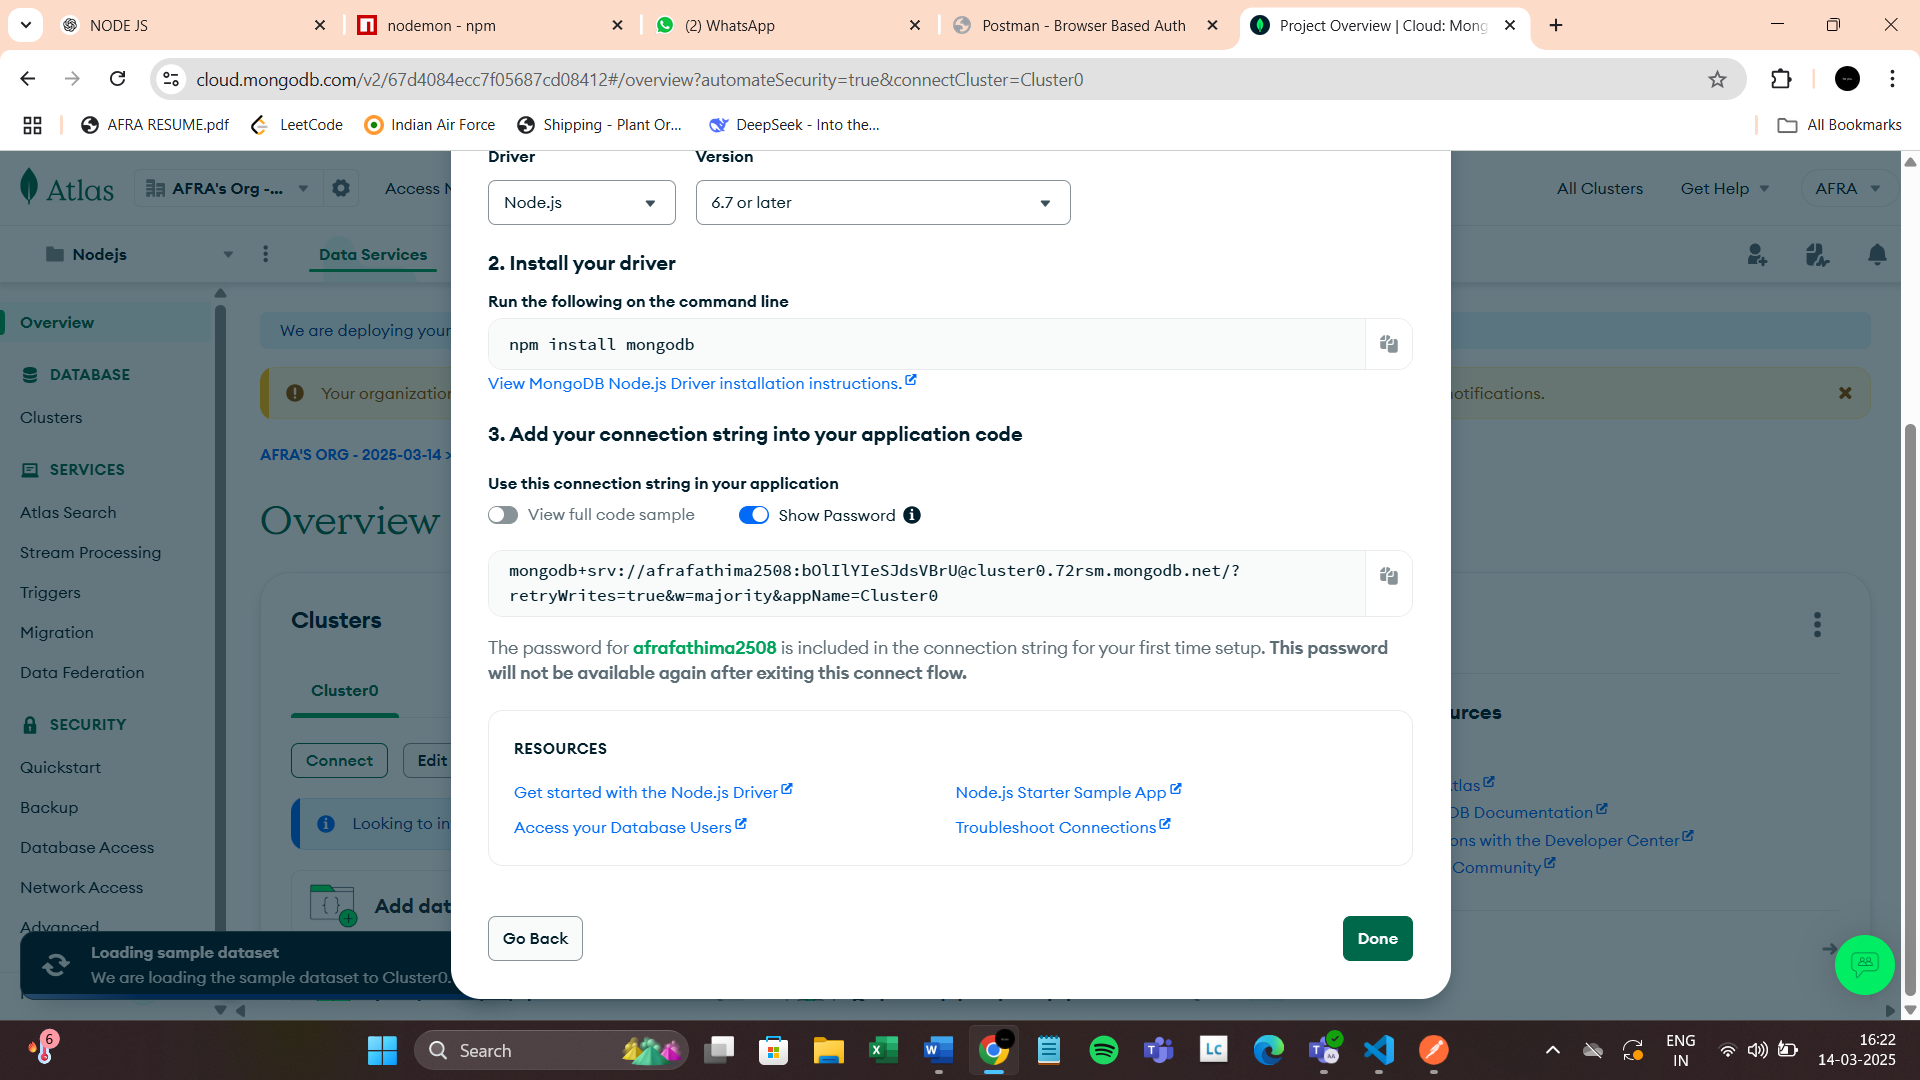 NODE JS
nodemon - npm
(2) WhatsApp
Postman - Browser Based Auth
Project Overview | Cloud: Mong
cloud.mongodb.com/v2/67d4084ecc7f05687cd08412#/overview?automateSecurity=true&connectCluster=Cluster0
AFRA RESUME.pdf
LeetCode
Indian Air Force
Shipping - Plant Or...
DeepSeek - Into the...
All Bookmarks
Atlas
AFRA's Org -...
Access
All Clusters
Get Help
AFRA
Nodejs
Data Services
Overview
DATABASE
Clusters
SERVICES
Atlas Search
Stream Processing
Triggers
Migration
Data Federation
SECURITY
Quickstart
Backup
Database Access
Network Access
Advanced
We are deploying your
Your organization
otifications.
AFRA'S ORG - 2025-03-14 >
Overview
Clusters
Cluster0
Connect
Edit
Looking to in
Add dat
Loading sample dataset
We are loading the sample dataset to Cluster0.
Driver
Version
Node.js
6.7 or later
2. Install your driver
Run the following on the command line
npm install mongodb
View MongoDB Node.js Driver installation instructions.
3. Add your connection string into your application code
Use this connection string in your application
View full code sample
Show Password
mongodb+srv://afrafathima2508:bOlIlYIeSJdsVBrU@cluster0.72rsm.mongodb.net/?
retryWrites=true&w=majority&appName=Cluster0
The password for afrafathima2508 is included in the connection string for your first time setup. This password
will not be available again after exiting this connect flow.
RESOURCES
Get started with the Node.js Driver
Node.js Starter Sample App
Access your Database Users
Troubleshoot Connections
Go Back
Done
urces
tlas
DB Documentation
ons with the Developer Center
Community
6
Search
LC
ENG
IN
16:22
14-03-2025